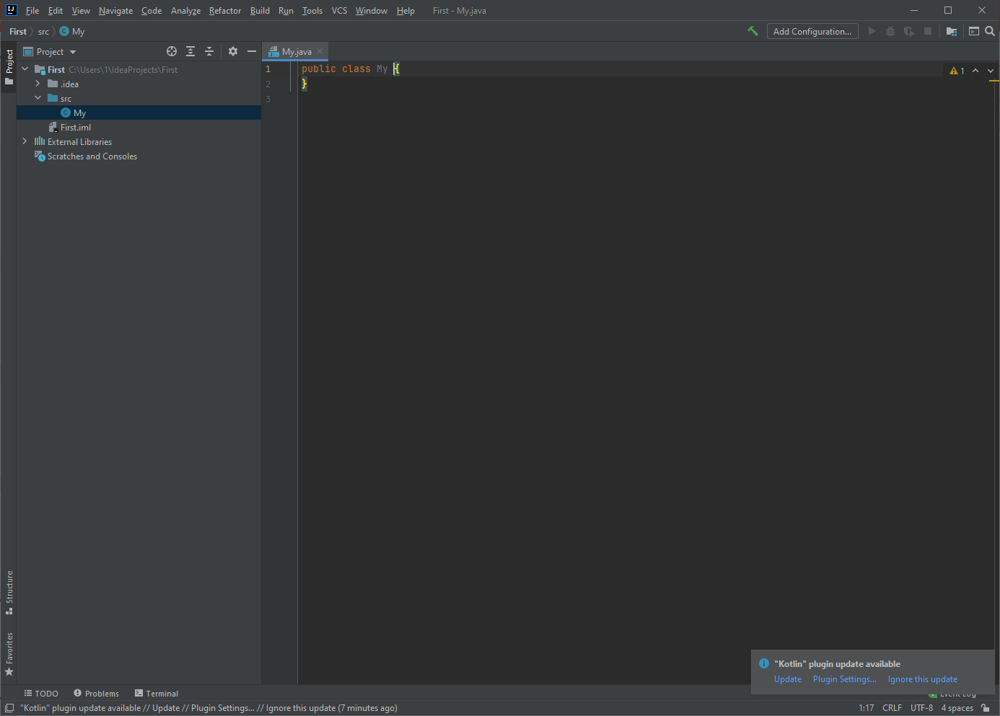 IJ File Edit View Navigate Code Analyze Refactor Build Run Tools VCS Window Help First - My.java
First src C My Add Configuration...
Project
Project
My.java
First C:\Users\1\IdeaProjects\First
.idea
src
C My
First.iml
External Libraries
Scratches and Consoles
1 public class My {
2 }
3
1
Structure
Favorites
"Kotlin" plugin update available
Update Plugin Settings... Ignore this update
Event Log
TODO Problems Terminal
"Kotlin" plugin update available // Update // Plugin Settings... // Ignore this update (7 minutes ago) 1:17 CRLF UTF-8 4 spaces